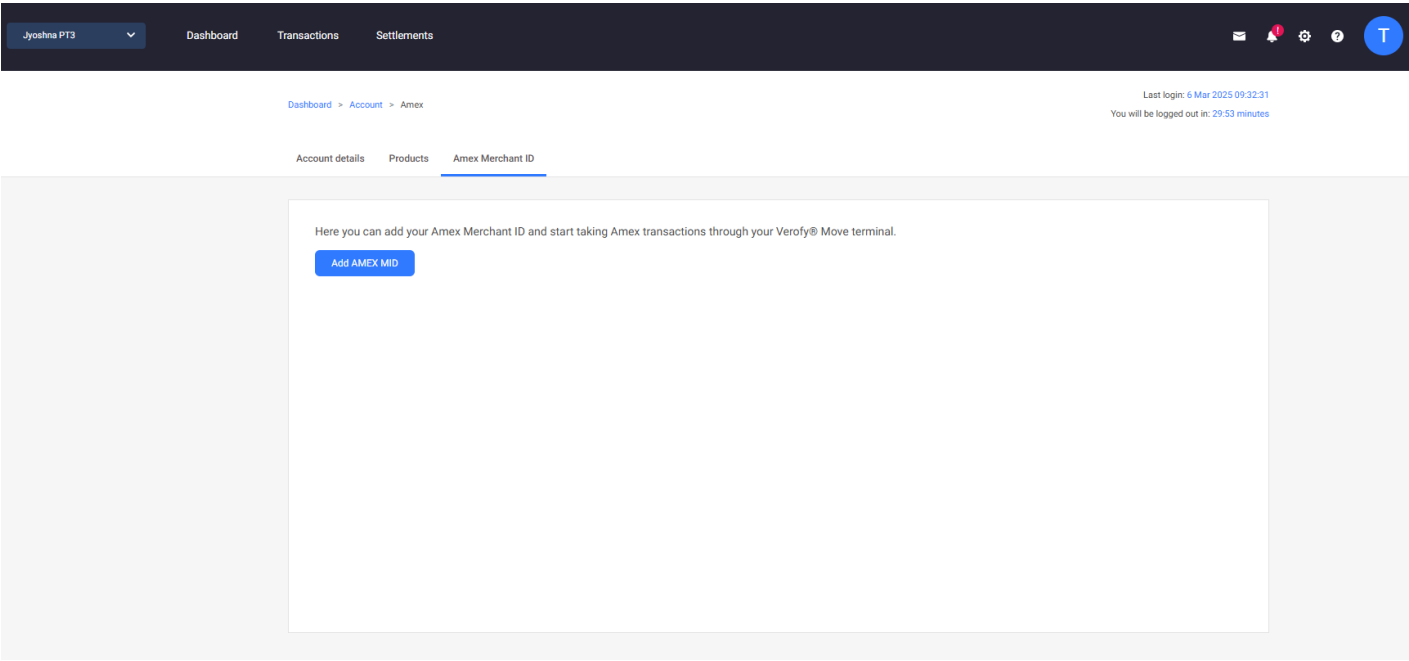 Jyoshna PT3
Dashboard
Transactions
Settlements
!
?
T
Dashboard > Account > Amex
Last login: 6 Mar 2025 09:32:31
You will be logged out in: 29:53 minutes
Account details
Products
Amex Merchant ID
Here you can add your Amex Merchant ID and start taking Amex transactions through your Verofy® Move terminal.
Add AMEX MID